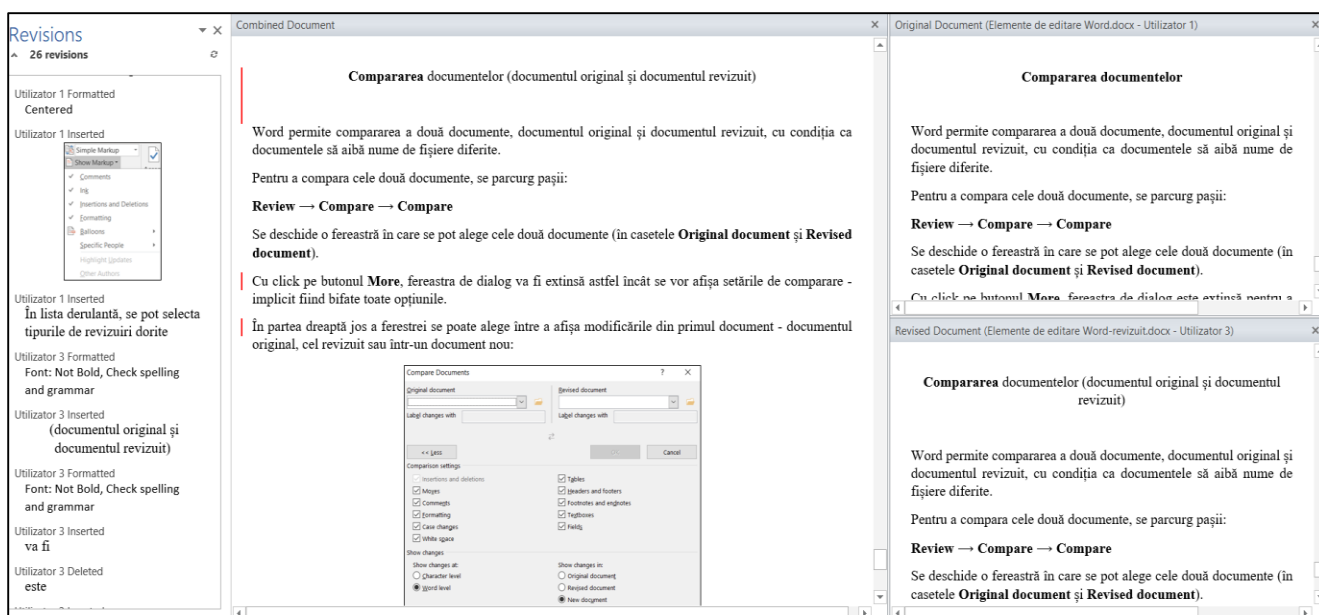 Revisions
26 revisions
Utilizator 1 Formatted
Centered
Utilizator 1 Inserted
Simple Markup
Show Markup
Comments
Ink
Insertions and Deletions
Formatting
Balloons
Specific People
Highlight Updates
Other Authors
Utilizator 1 Inserted
În lista derulantă, se pot selecta
tipurile de revizuiri dorite
Utilizator 3 Formatted
Font: Not Bold, Check spelling
and grammar
Utilizator 3 Inserted
(documentul original și
documentul revizuit)
Utilizator 3 Formatted
Font: Not Bold, Check spelling
and grammar
Utilizator 3 Inserted
va fi
Utilizator 3 Deleted
este
Combined Document
Compararea documentelor (documentul original și documentul revizuit)
Word permite compararea a două documente, documentul original și documentul revizuit, cu condiția ca
documentele să aibă nume de fișiere diferite.
Pentru a compara cele două documente, se parcurg pașii:
Review → Compare → Compare
Se deschide o fereastră în care se pot alege cele două documente (în casetele Original document și Revised
document).
Cu click pe butonul More, fereastra de dialog va fi extinsă astfel încât se vor afișa setările de comparare -
implicit fiind bifate toate opțiunile.
În partea dreaptă jos a ferestrei se poate alege între a afișa modificările din primul document - documentul
original, cel revizuit sau într-un document nou:
Compare Documents
Original document
Revised document
Label changes with
Label changes with
<< Less
Cancel
Comparison settings
Insertions and deletions
Moves
Comments
Formatting
Case changes
White space
Tables
Headers and footers
Footnotes and endnotes
Textboxes
Fields
Show changes
Show changes at:
Character level
Word level
Show changes in:
Original document
Revised document
New document
Original Document (Elemente de editare Word.docx - Utilizator 1)
Compararea documentelor
Word permite compararea a două documente, documentul original și
documentul revizuit, cu condiția ca documentele să aibă nume de
fișiere diferite.
Pentru a compara cele două documente, se parcurg pașii:
Review → Compare → Compare
Se deschide o fereastră în care se pot alege cele două documente (în
casetele Original document și Revised document).
Cu click pe butonul More, fereastra de dialog este extinsă pentru a
Revised Document (Elemente de editare Word-revizuit.docx - Utilizator 3)
Compararea documentelor (documentul original și documentul
revizuit)
Word permite compararea a două documente, documentul original și
documentul revizuit, cu condiția ca documentele să aibă nume de
fișiere diferite.
Pentru a compara cele două documente, se parcurg pașii:
Review → Compare → Compare
Se deschide o fereastră în care se pot alege cele două documente (în
casetele Original document și Revised document).